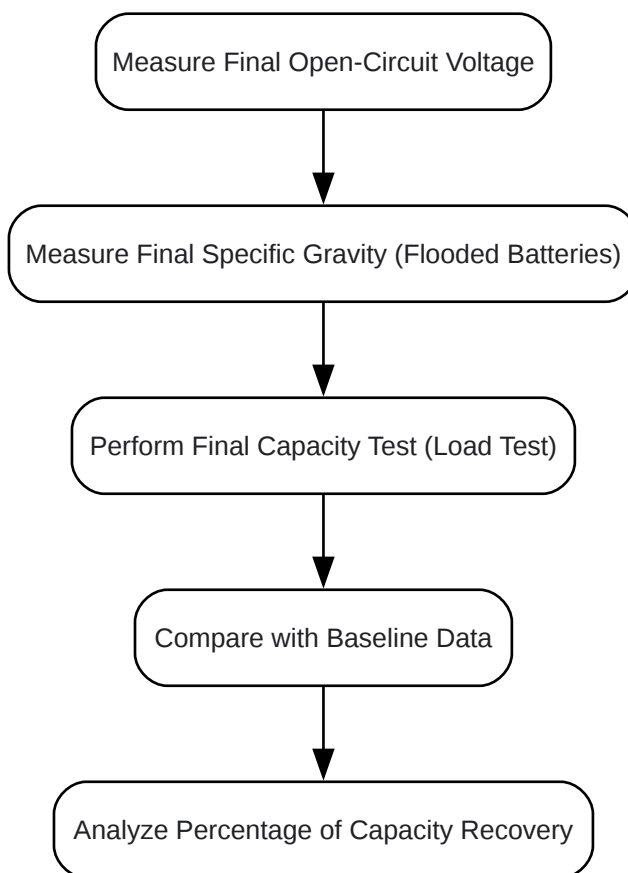 Measure Final Open-Circuit Voltage
Measure Final Specific Gravity (Flooded Batteries)
Perform Final Capacity Test (Load Test)
Compare with Baseline Data
Analyze Percentage of Capacity Recovery